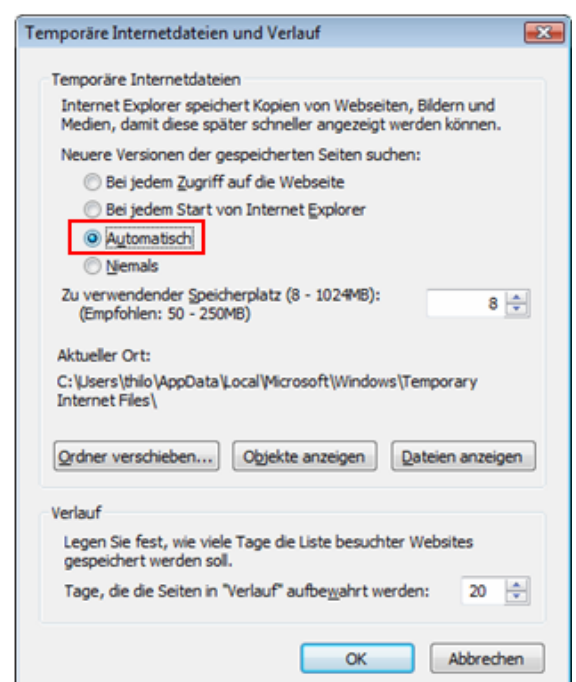 Temporäre Internetdateien und Verlauf
Temporäre Internetdateien
Internet Explorer speichert Kopien von Webseiten, Bildern und
Medien, damit diese später schneller angezeigt werden können.
Neuere Versionen der gespeicherten Seiten suchen:
Bei jedem Zugriff auf die Webseite
Bei jedem Start von Internet Explorer
Automatisch
Niemals
Zu verwendender Speicherplatz (8 - 1024MB): 8
(Empfohlen: 50 - 250MB)
Aktueller Ort:
C:\Users\thilo\AppData\Local\Microsoft\Windows\Temporary
Internet Files\
Ordner verschieben... Objekte anzeigen Dateien anzeigen
Verlauf
Legen Sie fest, wie viele Tage die Liste besuchter Websites
gespeichert werden soll.
Tage, die die Seiten in "Verlauf" aufbewahrt werden: 20
OK Abbrechen